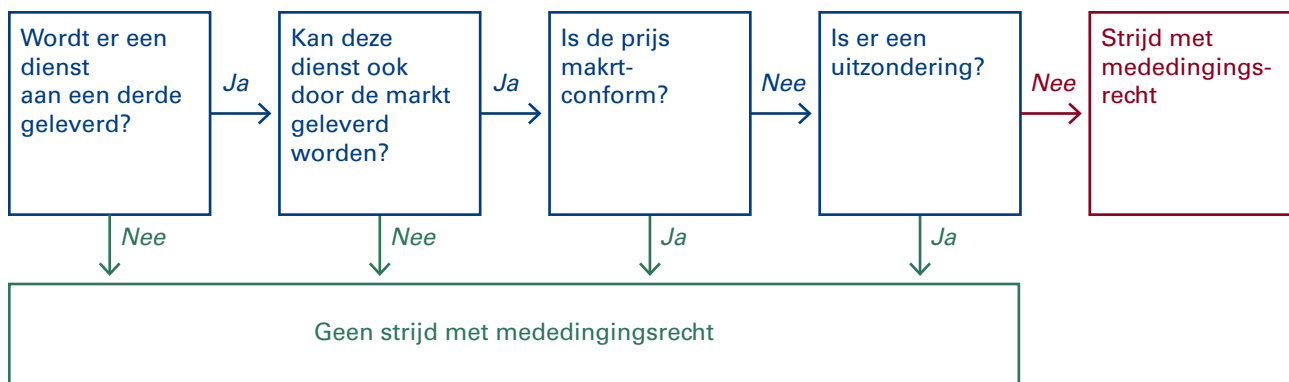 Wordt er een
dienst
aan een derde
geleverd?
Ja
Kan deze
dienst ook
door de markt
geleverd
worden?
Ja
Is de prijs
makrt-
conform?
Nee
Is er een
uitzondering?
Nee
Strijd met
mededingings-
recht
Nee
Nee
Ja
Ja
Geen strijd met mededingingsrecht